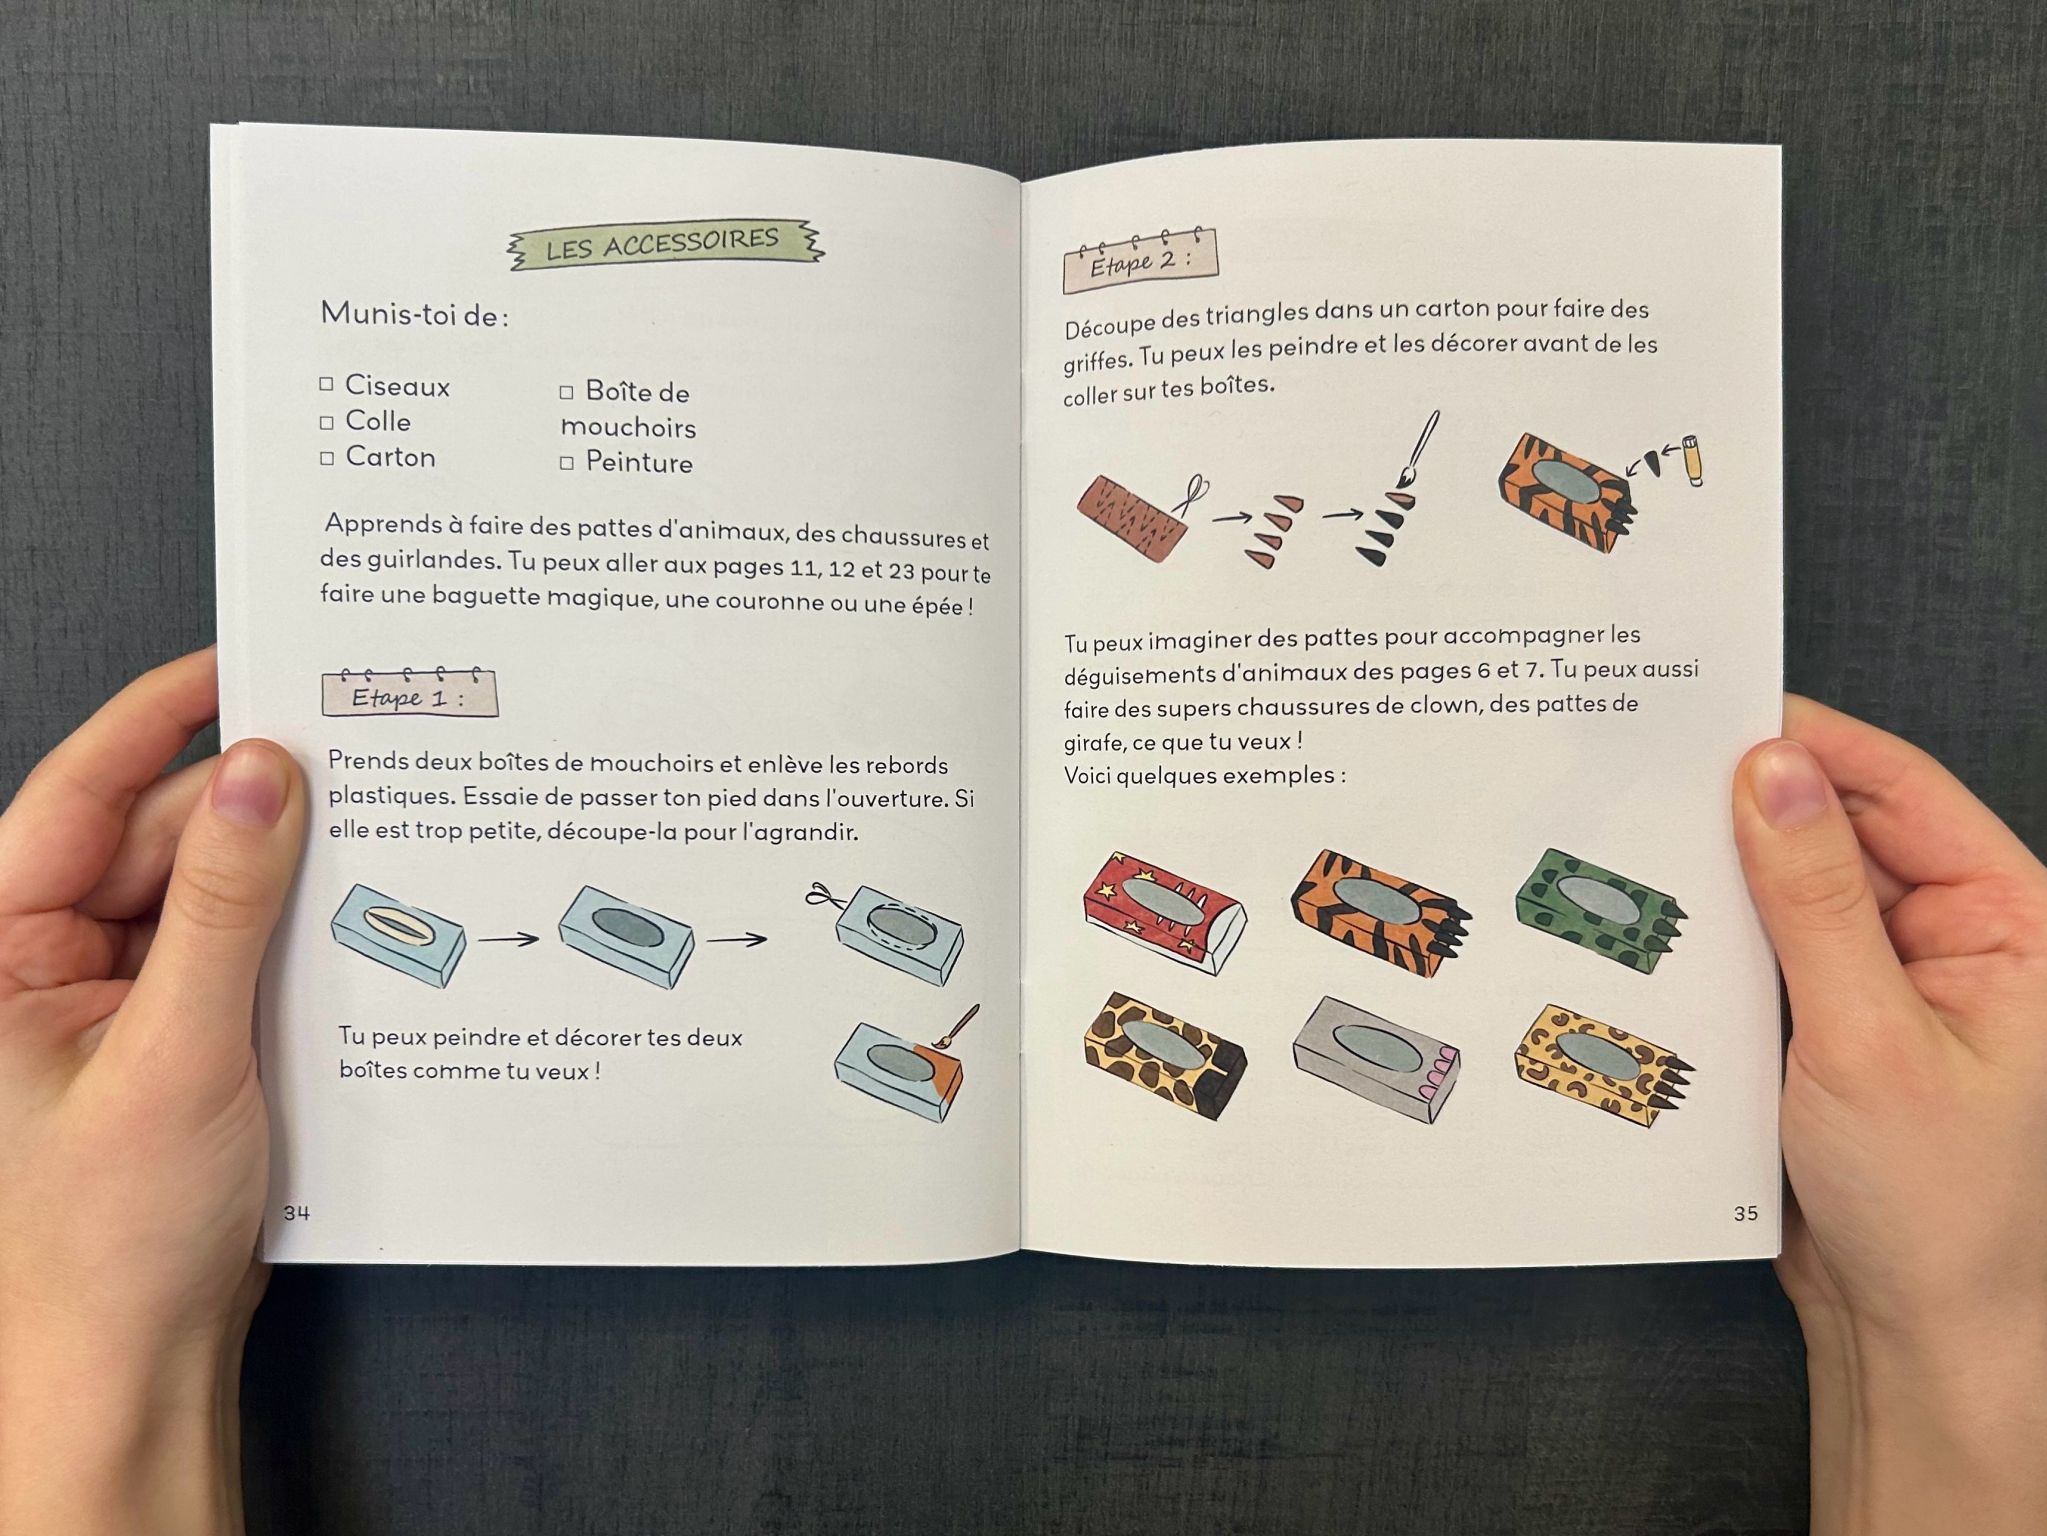 LES ACCESSOIRES
Munis-toi de :
□ Ciseaux
□ Colle
□ Carton
□ Boîte de
mouchoirs
□ Peinture
Apprends à faire des pattes d'animaux, des chaussures et
des guirlandes. Tu peux aller aux pages 11, 12 et 23 pour te
faire une baguette magique, une couronne ou une épée !
Etape 1 :
Prends deux boîtes de mouchoirs et enlève les rebords
plastiques. Essaie de passer ton pied dans l'ouverture. Si
elle est trop petite, découpe-la pour l'agrandir.
Tu peux peindre et décorer tes deux
boîtes comme tu veux !
34
Etape 2 :
Découpe des triangles dans un carton pour faire des
griffes. Tu peux les peindre et les décorer avant de les
coller sur tes boîtes.
Tu peux imaginer des pattes pour accompagner les
déguisements d'animaux des pages 6 et 7. Tu peux aussi
faire des supers chaussures de clown, des pattes de
girafe, ce que tu veux !
Voici quelques exemples :
35